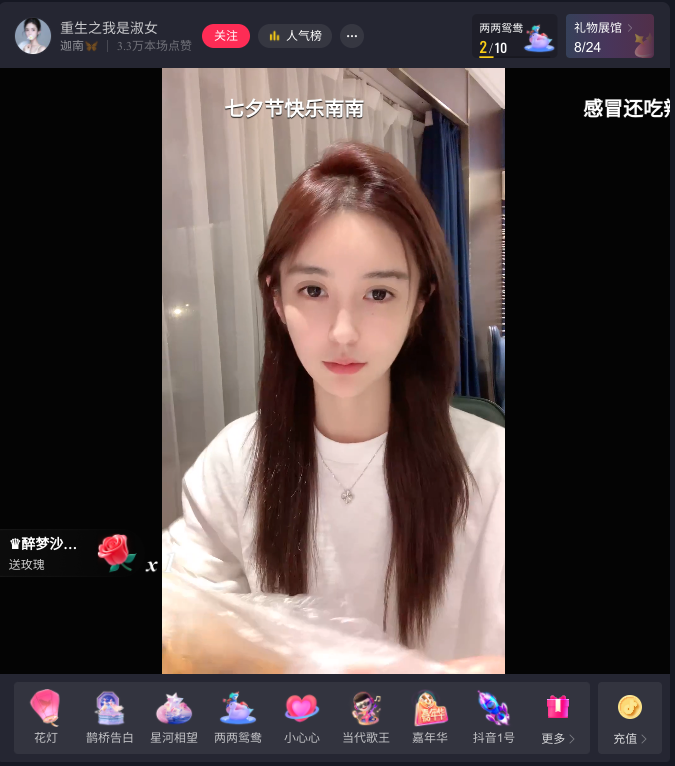 重生之我是淑女
迦南
3.3万本场点赞
关注
人气榜
两两鸳鸯
2/10
礼物展馆
8/24
七夕节快乐南南
感冒还吃
♛醉梦沙...
送玫瑰
x 1
花灯
鹊桥告白
星河相望
两两鸳鸯
小心心
当代歌王
嘉年华
抖音1号
更多
充值